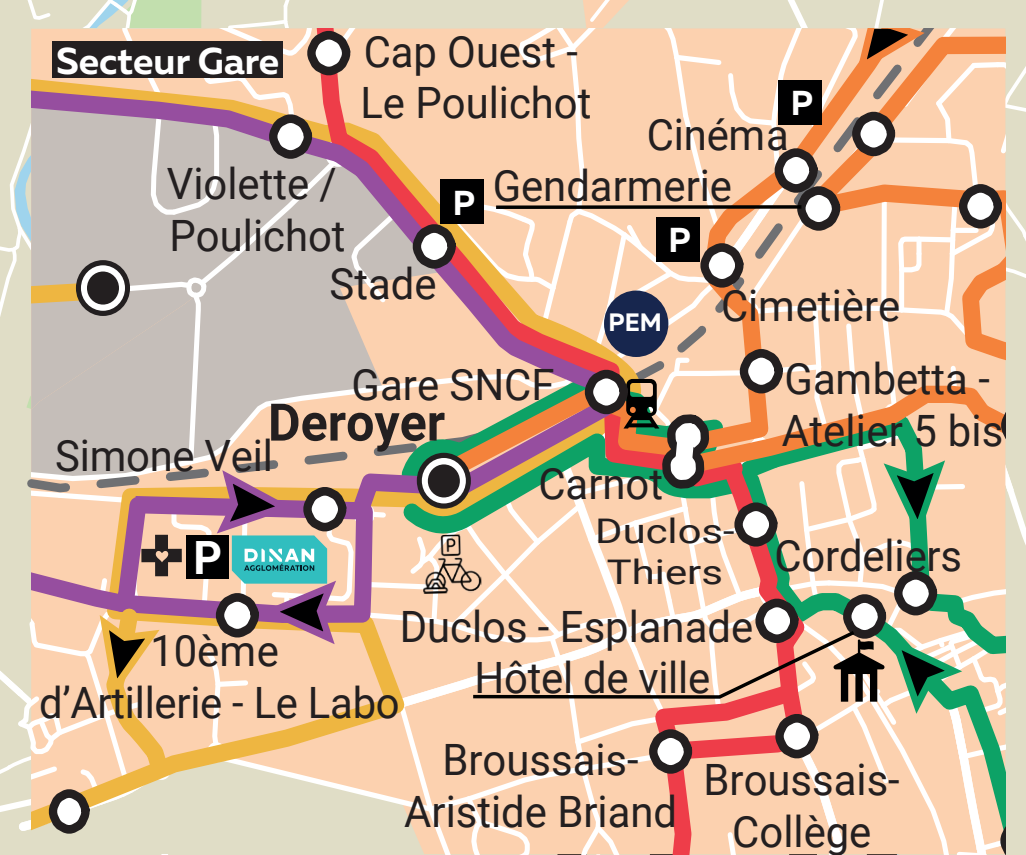 Secteur Gare
Cap Ouest -
Le Poulichot
P
Cinéma
Violette /
Poulichot
P
Gendarmerie
P
Stade
Cimetière
PEM
Gare SNCF
Gambetta -
Atelier 5 bis
Deroyer
Simone Veil
Carnot
Duclos-
Thiers
P
DINAN
AGGLOMÉRATION
P
Cordeliers
Duclos - Esplanade
10ème
d'Artillerie - Le Labo
Hôtel de ville
Broussais-
Aristide Briand
Broussais-
Collège